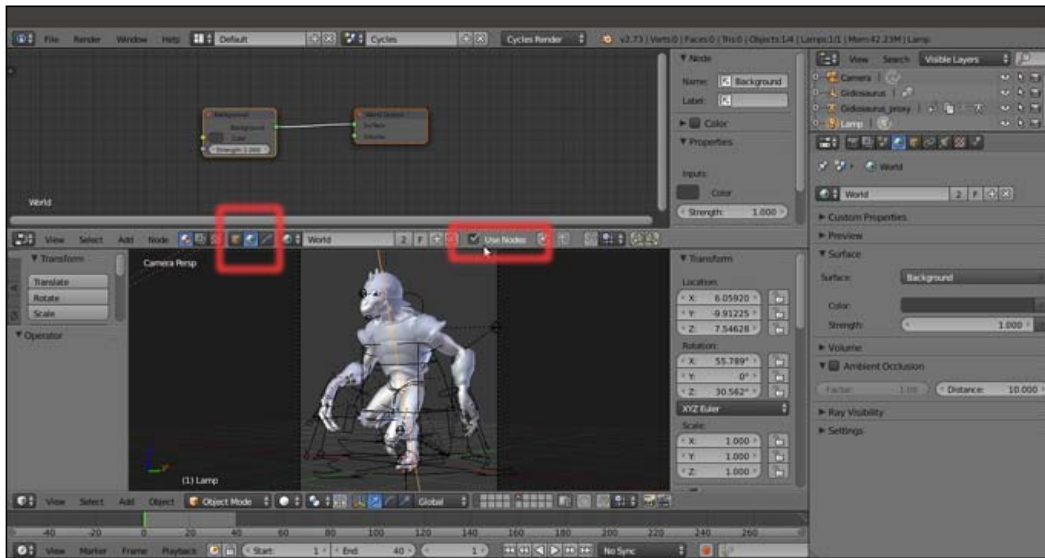 File Render Window Help Default Cycles Cycles Render v2.73 | Verts:0 | Faces:0 | Tris:0 | Objects:1/4 | Lamps:1/1 | Mem:42.23M | Lamp
View Search Visible Layers
Camera
Gidiosaurus
Gidiosaurus_proxy
Lamp
Background
Background
Color
Strength: 1.000
World Output
Surface
Volume
World
Node
Name: Background
Label:
Color
Properties
Inputs:
Color
Strength: 1.000
World
World 2 F
Custom Properties
Preview
Surface
Surface: Background
Color:
Strength: 1.000
Volume
Ambient Occlusion
Factor: 1.00 Distance: 10.000
Ray Visibility
Settings
View Select Add Node World 2 F Use Nodes
Transform
Translate
Rotate
Scale
Operator
Camera Persp
(1) Lamp
Transform
Location:
X: 6.05920
Y: -9.91225
Z: 7.54628
Rotation:
X: 55.789°
Y: 0°
Z: 30.562°
XYZ Euler
Scale:
X: 1.000
Y: 1.000
Z: 1.000
View Select Add Object Object Mode Global
-40 -20 0 20 40 60 80 100 120 140 160 180 200 220 240 260
View Marker Frame Playback Start: 1 End: 40 1 No Sync